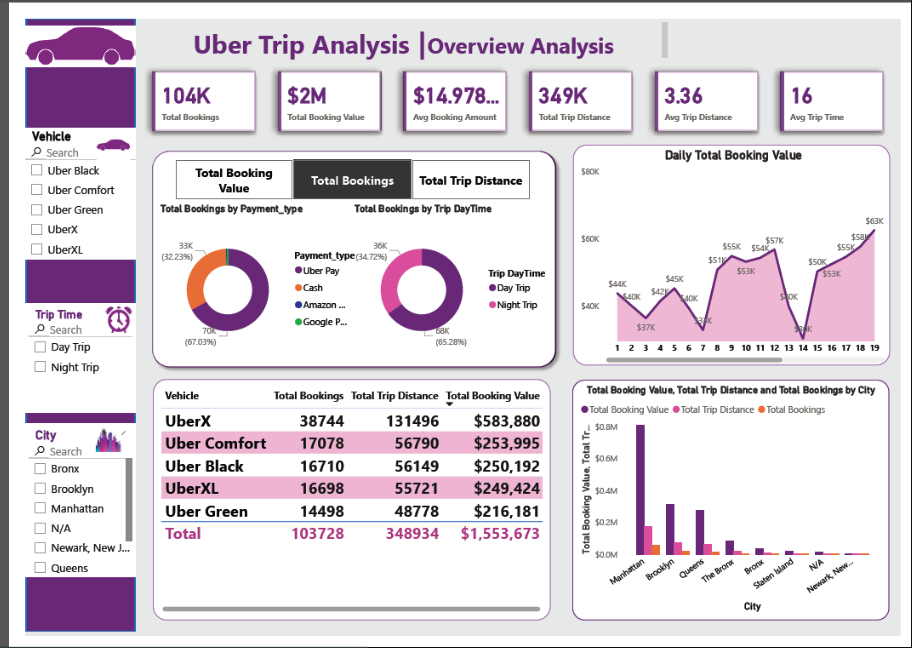 Uber Trip Analysis |Overview Analysis
104K
Total Bookings
$2M
Total Booking Value
$14.978...
Avg Booking Amount
349K
Total Trip Distance
3.36
Avg Trip Distance
16
Avg Trip Time
Vehicle
Search
Uber Black
Uber Comfort
Uber Green
UberX
UberXL
Trip Time
Search
Day Trip
Night Trip
City
Search
Bronx
Brooklyn
Manhattan
N/A
Newark, New J...
Queens
Total Booking
Value
Total Bookings
Total Trip Distance
Total Bookings by Payment_type
33K
(32.23%)
70K
(67.03%)
Payment_type
Uber Pay
Cash
Amazon ...
Google P...
Total Bookings by Trip DayTime
36K
(34.72%)
68K
(65.28%)
Trip DayTime
Day Trip
Night Trip
Daily Total Booking Value
$80K
$60K
$40K
$44K
$40K
$37K
$42K
$45K
$40K
$51K
$55K
$53K
$54K
$57K
$40K
$50K
$53K
$55K
$58K
$63K
1 2 3 4 5 6 7 8 9 10 11 12 13 14 15 16 17 18 19
Vehicle Total Bookings Total Trip Distance Total Booking Value
UberX 38744 131496 $583,880
Uber Comfort 17078 56790 $253,995
Uber Black 16710 56149 $250,192
UberXL 16698 55721 $249,424
Uber Green 14498 48778 $216,181
Total 103728 348934 $1,553,673
Total Booking Value, Total Trip Distance and Total Bookings by City
Total Booking Value Total Trip Distance Total Bookings
Total Booking Value, Total Tr...
$0.8M
$0.6M
$0.4M
$0.2M
$0.0M
Manhattan
Brooklyn
Queens
The Bronx
Bronx
Staten Island
N/A
Newark, New...
City